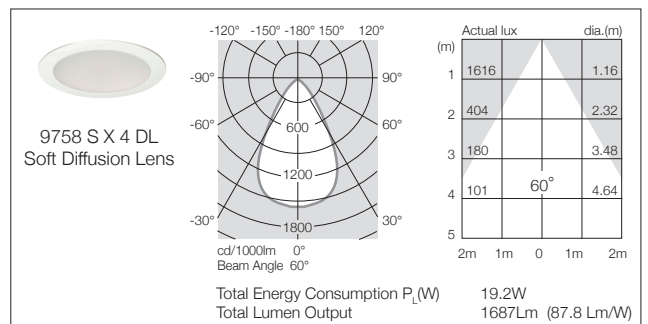 9758 S X 4 DL
Soft Diffusion Lens
-120° -150° -180° 150° 120°
-90° 90°
-60° 60°
600
1200
-30° 30°
1800
cd/1000lm 0°
Beam Angle 60°
Actual lux dia.(m)
(m)
1 1616 1.16
2 404 2.32
3 180 3.48
4 101 60° 4.64
5
2m 1m 0 1m 2m
Total Energy Consumption P_L(W) 19.2W
Total Lumen Output 1687Lm (87.8 Lm/W)